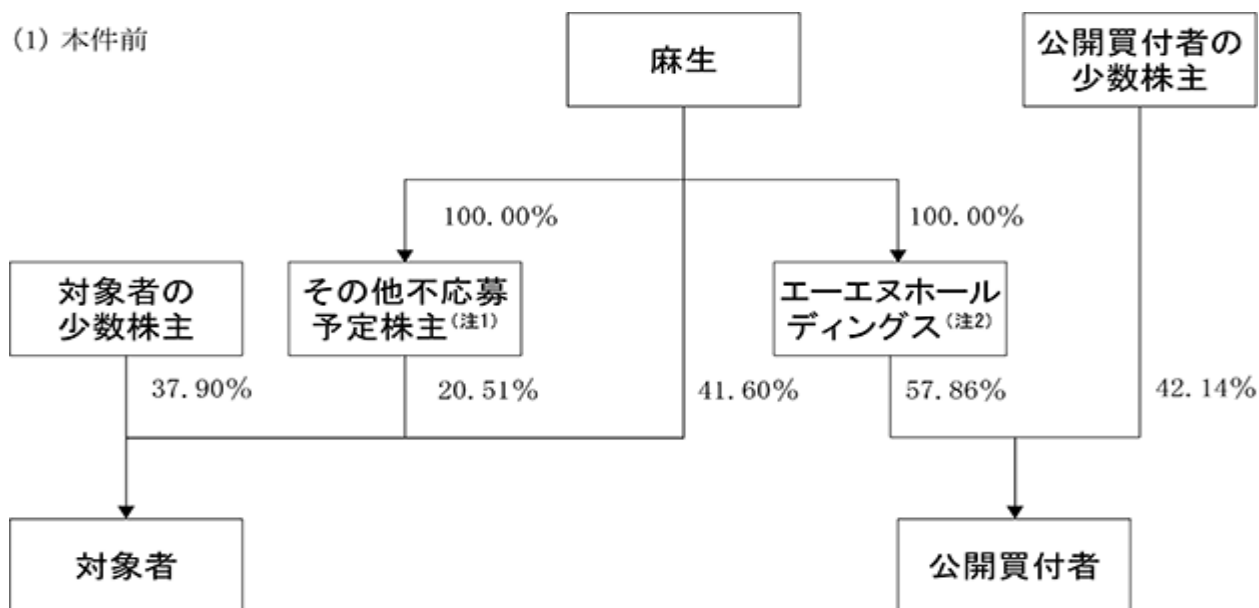 (1) 本件前
麻生
公開買付者の
少数株主
100.00%
100.00%
対象者の
少数株主
その他不応募
予定株主(注1)
エーエヌホール
ディングス(注2)
37.90%
20.51%
41.60%
57.86%
42.14%
対象者
公開買付者